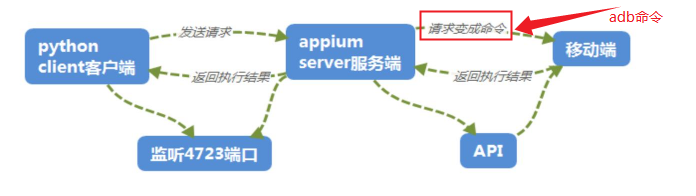 adb命令
发送请求
请求变成命令
python
client客户端
appium
server服务端
移动端
返回执行结果
返回执行结果
监听4723端口
API